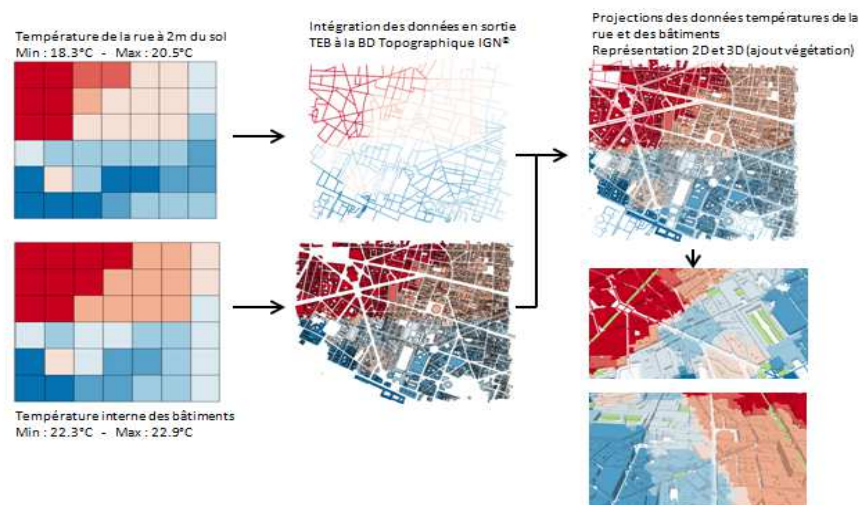 Température de la rue à 2m du sol
Min : 18.3°C - Max : 20.5°C
Intégration des données en sortie
TEB à la BD Topographique IGN®
Projections des données températures de la
rue et des bâtiments
Représentation 2D et 3D (ajout végétation)
Température interne des bâtiments
Min : 22.3°C - Max : 22.9°C